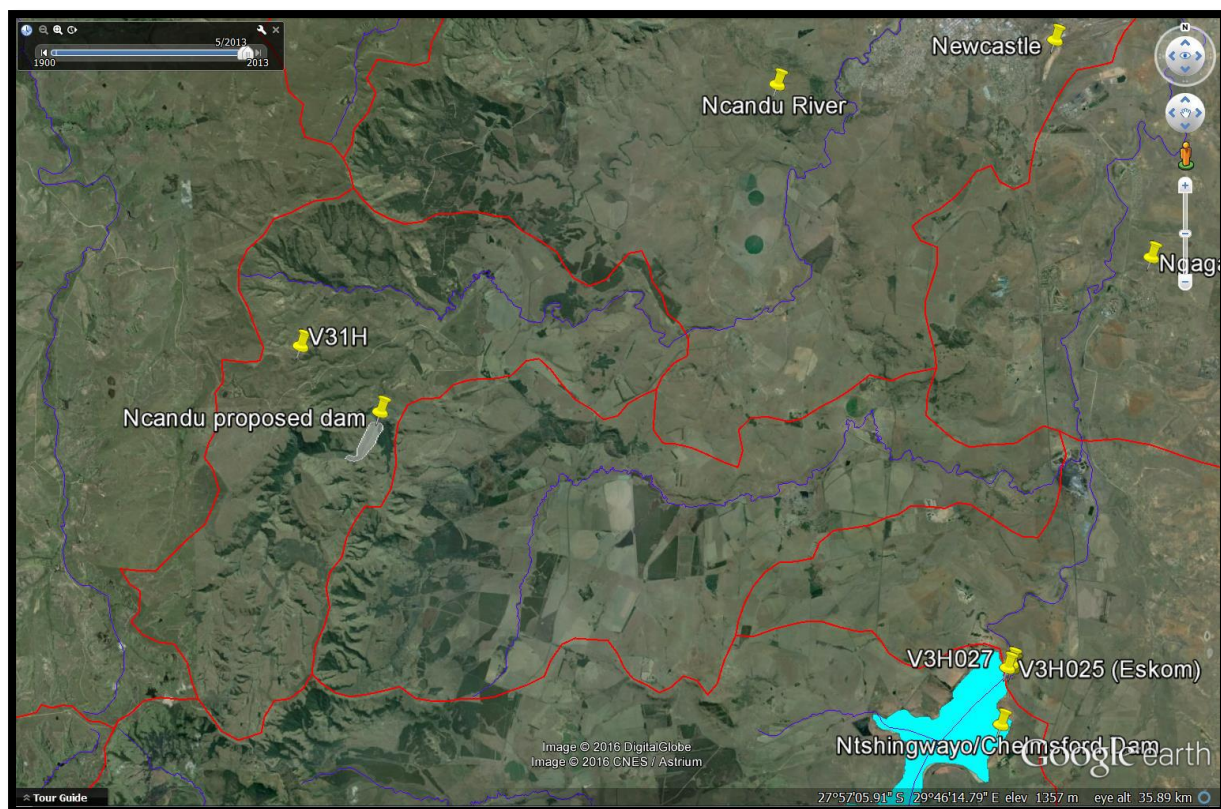 5/2013
1900
2013
Newcastle
N
Ncandu River
V31H
Ncandu proposed dam
V3H027
V3H025 (Eskom)
Ntshingwayo/Chelmsford Dam
Image © 2016 DigitalGlobe
Image © 2016 CNES / Astrium
Google earth
Tour Guide
27°57'05.91" S 29°46'14.79" E elev 1357 m eye alt 35.89 km